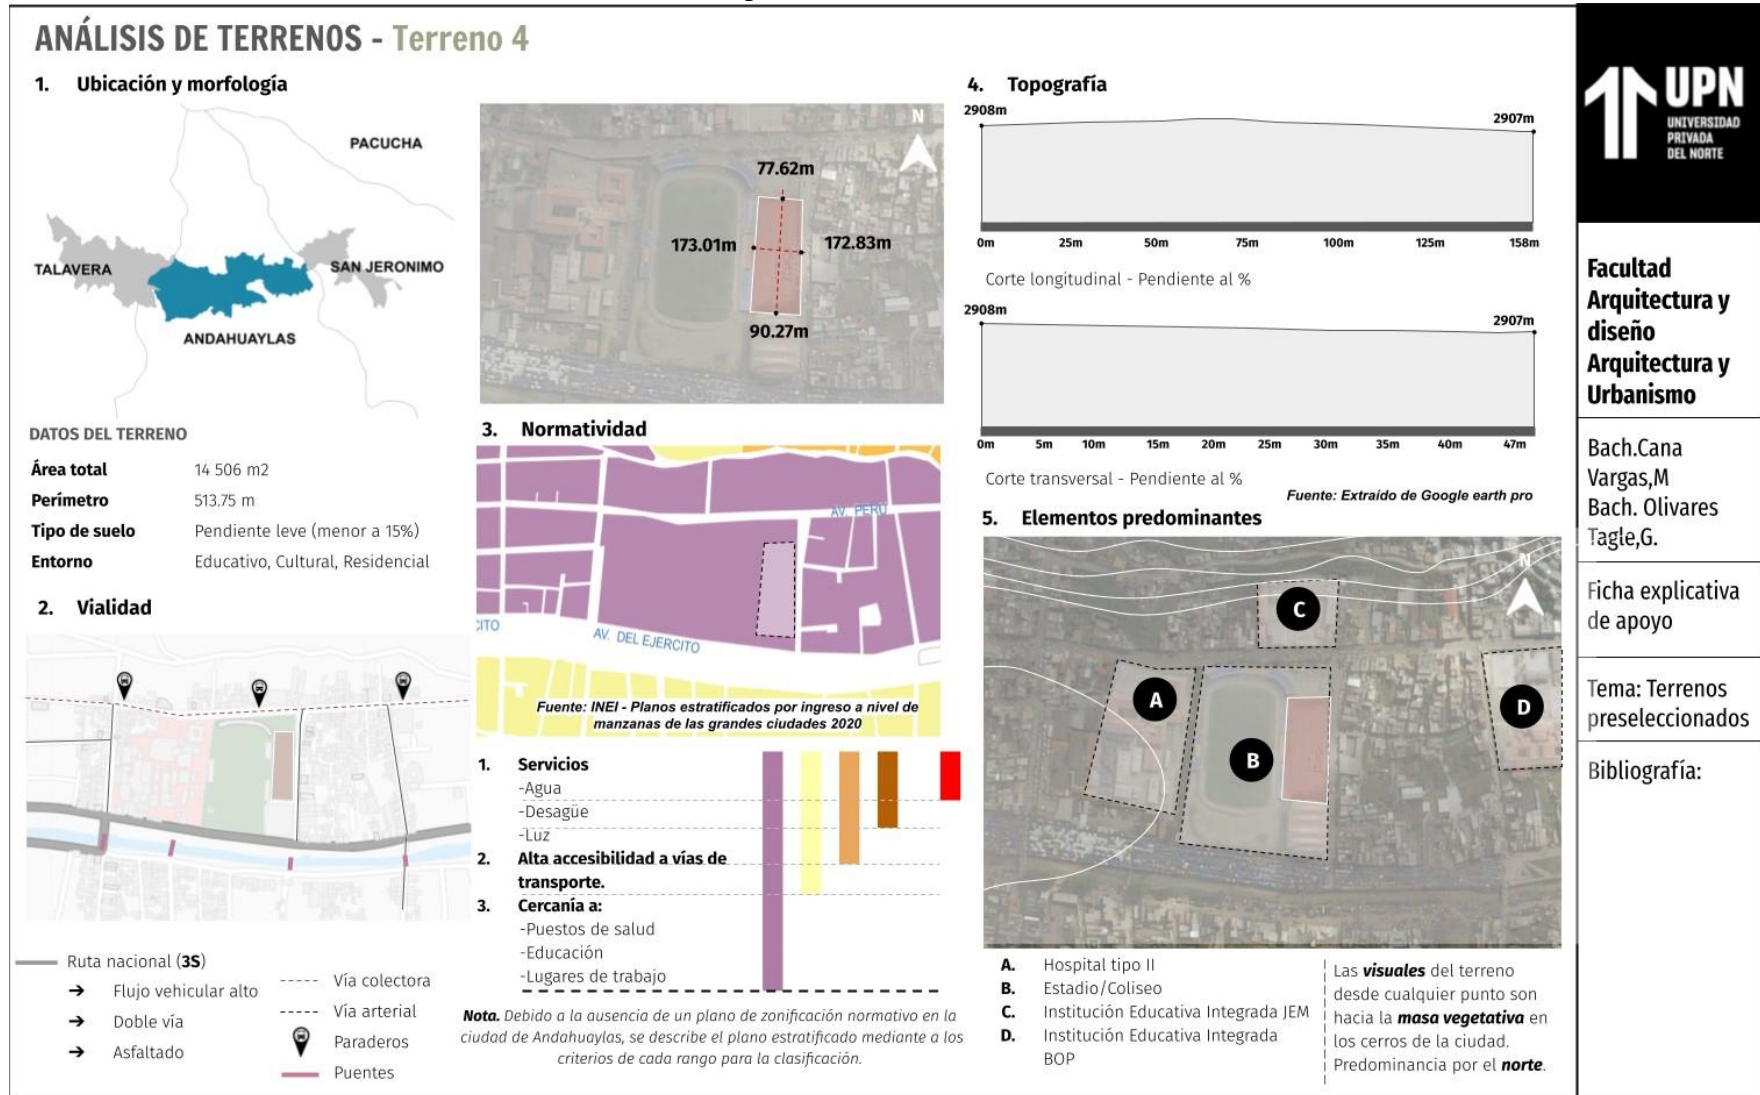 ANÁLISIS DE TERRENOS - Terreno 4
1. Ubicación y morfología
PACUCHA
TALAVERA
SAN JERONIMO
ANDAHUAYLAS
DATOS DEL TERRENO
Área total 14 506 m2
Perímetro 513.75 m
Tipo de suelo Pendiente leve (menor a 15%)
Entorno Educativo, Cultural, Residencial
2. Vialidad
Ruta nacional (3S)
➔ Flujo vehicular alto
➔ Doble vía
➔ Asfaltado
Vía colectora
Vía arterial
Paraderos
Puentes
N
77.62m
173.01m
172.83m
90.27m
3. Normatividad
AV. PERÚ
CITO
AV. DEL EJERCITO
Fuente: INEI - Planos estratificados por ingreso a nivel de
manzanas de las grandes ciudades 2020
1. Servicios
-Agua
-Desagüe
-Luz
2. Alta accesibilidad a vías de
transporte.
3. Cercanía a:
-Puestos de salud
-Educación
-Lugares de trabajo
Nota. Debido a la ausencia de un plano de zonificación normativo en la
ciudad de Andahuaylas, se describe el plano estratificado mediante a los
criterios de cada rango para la clasificación.
4. Topografía
2908m
2907m
0m 25m 50m 75m 100m 125m 158m
Corte longitudinal - Pendiente al %
2908m
2907m
0m 5m 10m 15m 20m 25m 30m 35m 40m 47m
Corte transversal - Pendiente al %
Fuente: Extraído de Google earth pro
5. Elementos predominantes
N
C
A
D
B
A. Hospital tipo II
B. Estadio/Coliseo
C. Institución Educativa Integrada JEM
D. Institución Educativa Integrada
BOP
Las visuales del terreno
desde cualquier punto son
hacia la masa vegetativa en
los cerros de la ciudad.
Predominancia por el norte.
UPN
UNIVERSIDAD
PRIVADA
DEL NORTE
Facultad
Arquitectura y
diseño
Arquitectura y
Urbanismo
Bach.Cana
Vargas,M
Bach. Olivares
Tagle,G.
Ficha explicativa
de apoyo
Tema: Terrenos
preseleccionados
Bibliografía: